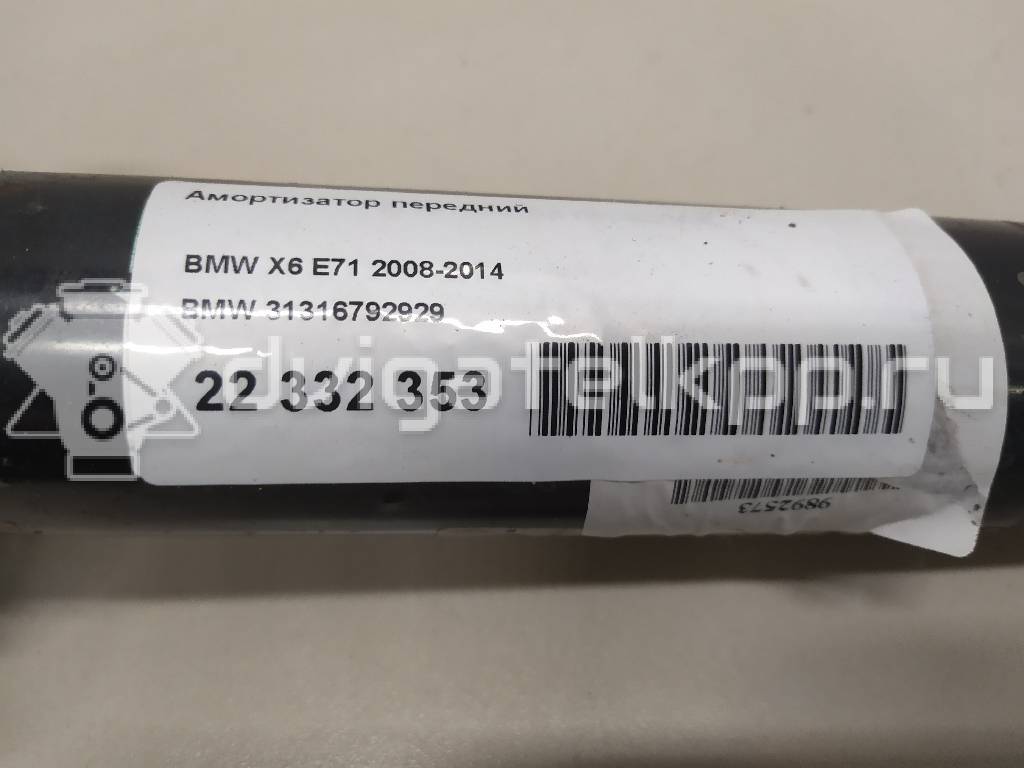 Амортизатор передний
BMW X6 E71 2008-2014
BMW 31316792929
22 332 353
dvigatelkpp.ru
9892573